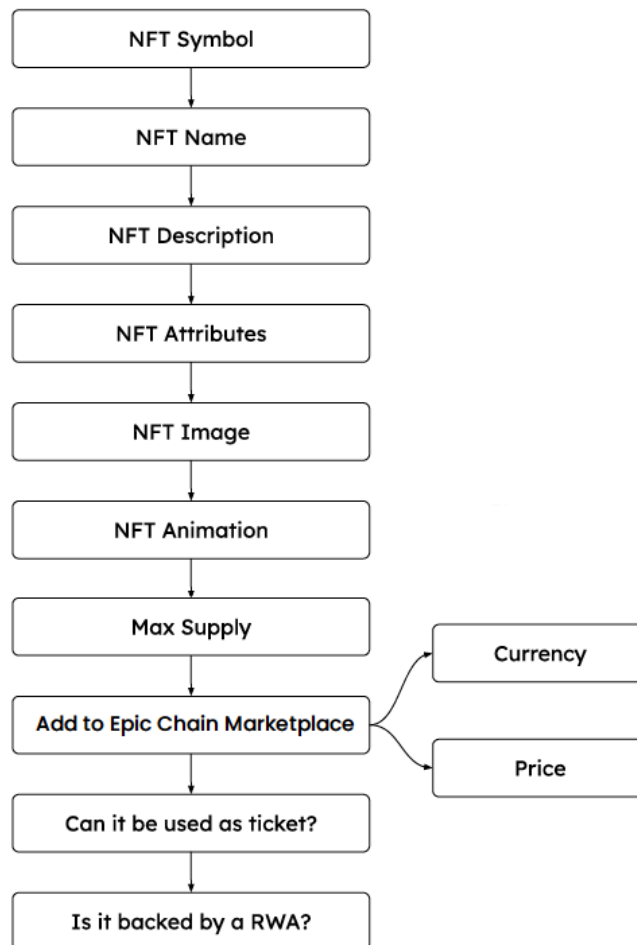 NFT Symbol
NFT Name
NFT Description
NFT Attributes
NFT Image
NFT Animation
Max Supply
Currency
Add to Epic Chain Marketplace
Price
Can it be used as ticket?
Is it backed by a RWA?